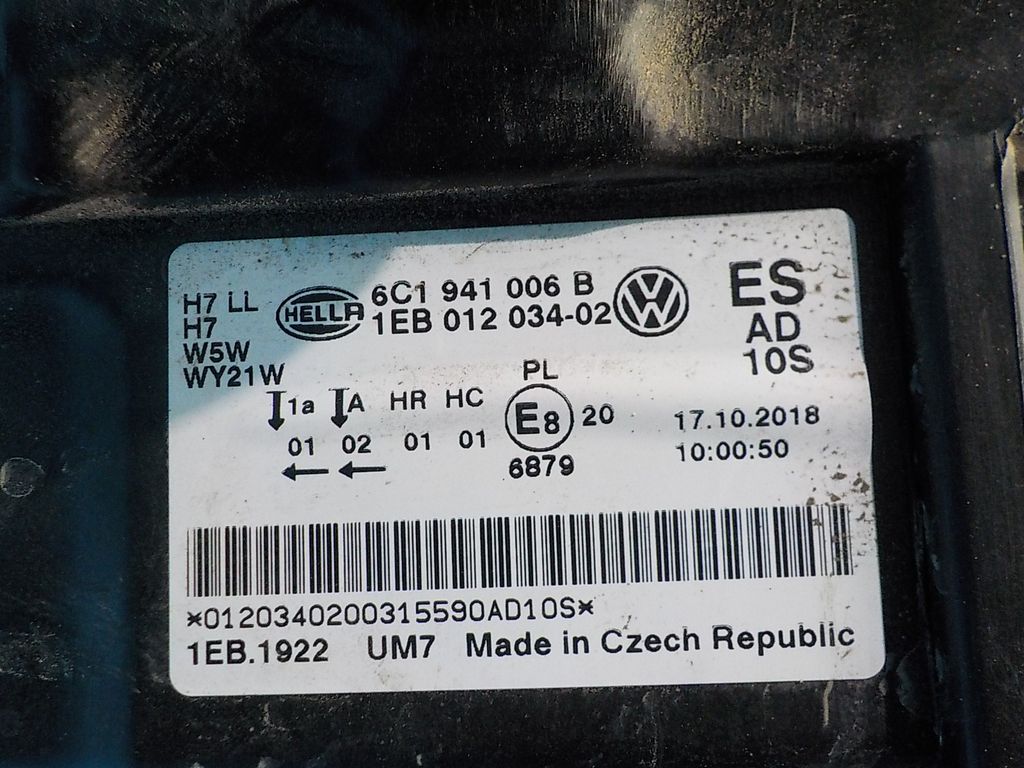 H7 LL
H7
W5W
WY21W
HELLA
6C1 941 006 B
1EB 012 034-02
VW
ES
AD
10S
1a A HR HC PL
01 02 01 01 E8 20
6879
17.10.2018
10:00:50
*0120340200315590AD10S*
1EB.1922 UM7 Made in Czech Republic